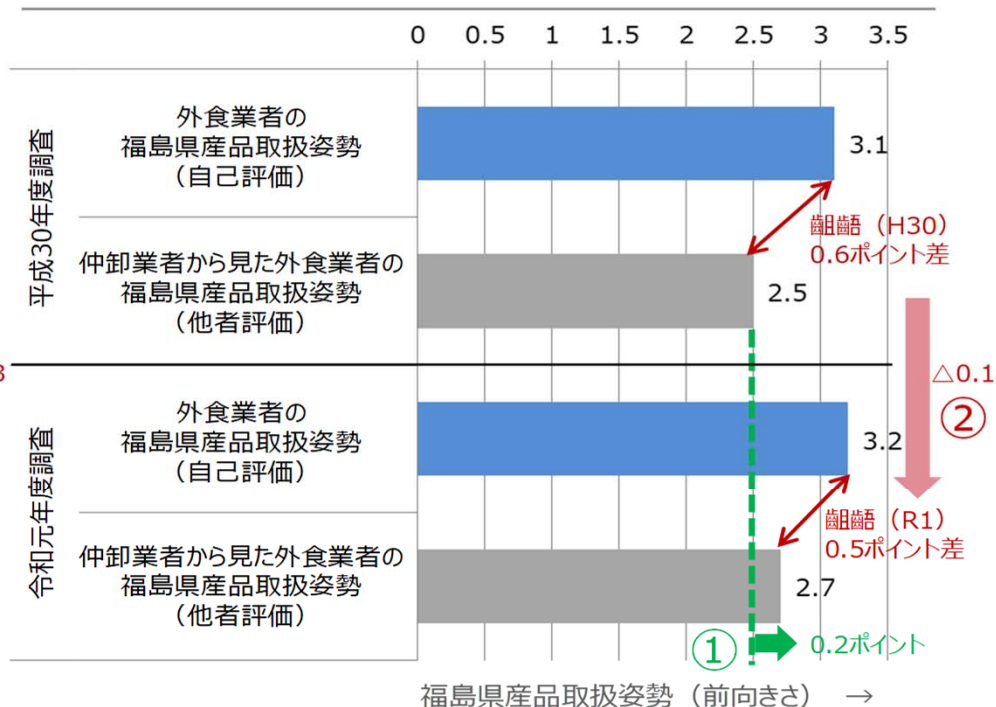 0 0.5 1 1.5 2 2.5 3 3.5
平成30年度調査
外食業者の
福島県産品取扱姿勢
（自己評価）
3.1
齟齬（H30）
0.6ポイント差
仲卸業者から見た外食業者の
福島県産品取扱姿勢
（他者評価）
2.5
3
△0.1
②
令和元年度調査
外食業者の
福島県産品取扱姿勢
（自己評価）
3.2
齟齬（R1）
0.5ポイント差
仲卸業者から見た外食業者の
福島県産品取扱姿勢
（他者評価）
2.7
① 0.2ポイント
福島県産品取扱姿勢（前向きさ） →